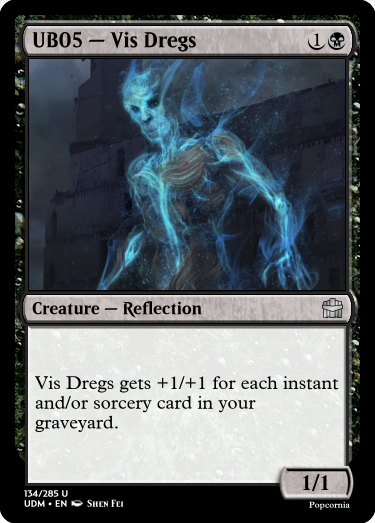 UB05 — Vis Dregs 1
Creature — Reflection
Vis Dregs gets +1/+1 for each instant
and/or sorcery card in your
graveyard.
1/1
134/285 U
UDM • EN Shen Fei
Popcornia